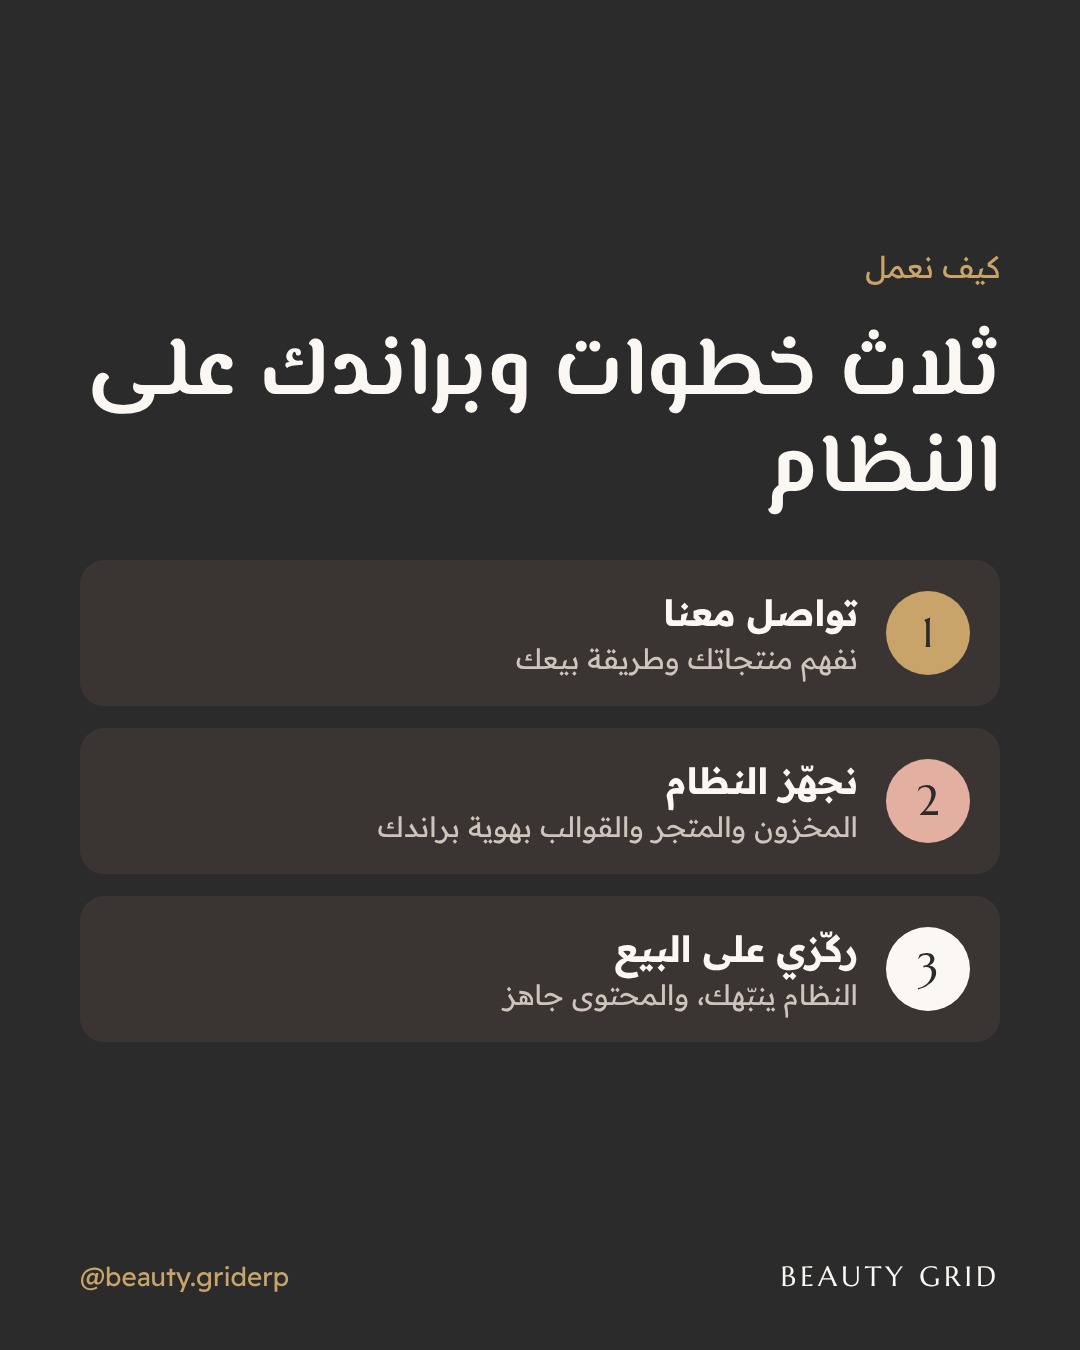 كيف نعمل
ثلاث خطوات وبراندك على
النظام
1
تواصل معنا
نفهم منتجاتك وطريقة بيعك
2
نجهّز النظام
المخزون والمتجر والقوالب بهوية براندك
3
ركّزي على البيع
النظام ينبّهك، والمحتوى جاهز
BEAUTY GRID
@beauty.griderp